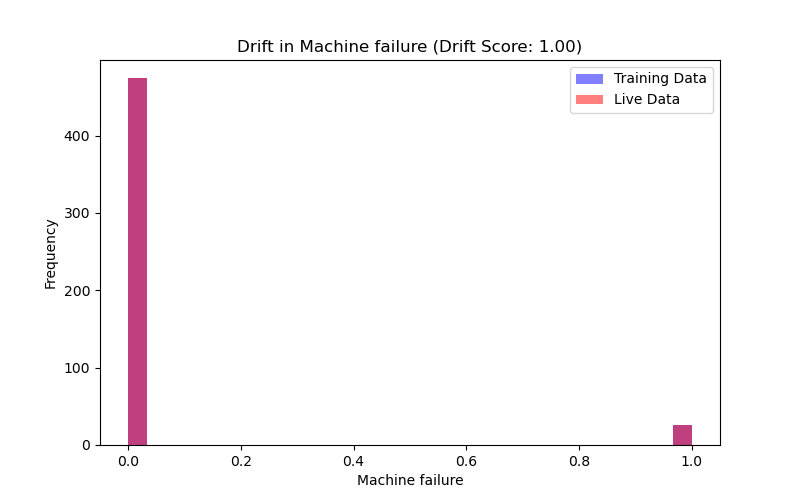 Drift in Machine failure (Drift Score: 1.00)
Training Data
Live Data
Frequency
400
300
200
100
0
0.0 0.2 0.4 0.6 0.8 1.0
Machine failure